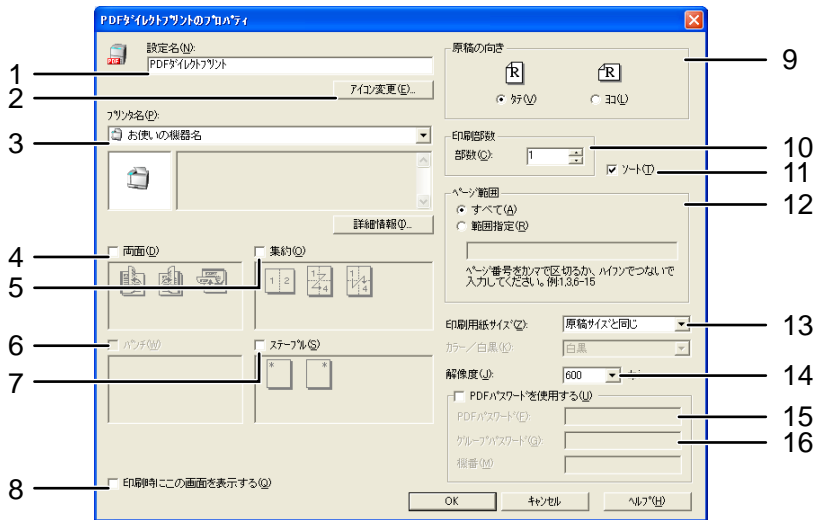 PDFﾀﾞｲﾚｸﾄﾌﾟﾘﾝﾄのﾌﾟﾛﾊﾟﾃｨ
設定名(N):
1
PDFﾀﾞｲﾚｸﾄﾌﾟﾘﾝﾄ
2
ｱｲｺﾝ変更(E)...
ﾌﾟﾘﾝﾀ名(P):
3
お使いの機器名
詳細情報(I)...
4
両面(D)
5
集約(O)
1 2
1 2 3 4
6
ﾊﾟﾝﾁ(W)
7
ｽﾃｰﾌﾟﾙ(S)
8
印刷時にこの画面を表示する(Q)
原稿の向き
9
R
R
ﾀﾃ(V)
ﾖｺ(L)
印刷部数
10
部数(C):
1
ｿｰﾄ(T)
11
ﾍﾟｰｼﾞ範囲
12
すべて(A)
範囲指定(R)
ﾍﾟｰｼﾞ番号をｶﾝﾏで区切るか、ﾊｲﾌﾝでつないで
入力してください。例:1,3,6-15
印刷用紙ｻｲｽﾞ(Z):
原稿ｻｲｽﾞと同じ
13
ｶﾗｰ／白黒(K):
白黒
解像度(J):
600
14
PDFﾊﾟｽﾜｰﾄﾞを使用する(U)
PDFﾊﾟｽﾜｰﾄﾞ(F):
15
ｸﾞﾙｰﾌﾟﾊﾟｽﾜｰﾄﾞ(G):
16
機番(M)
OK
ｷｬﾝｾﾙ
ﾍﾙﾌﾟ(H)